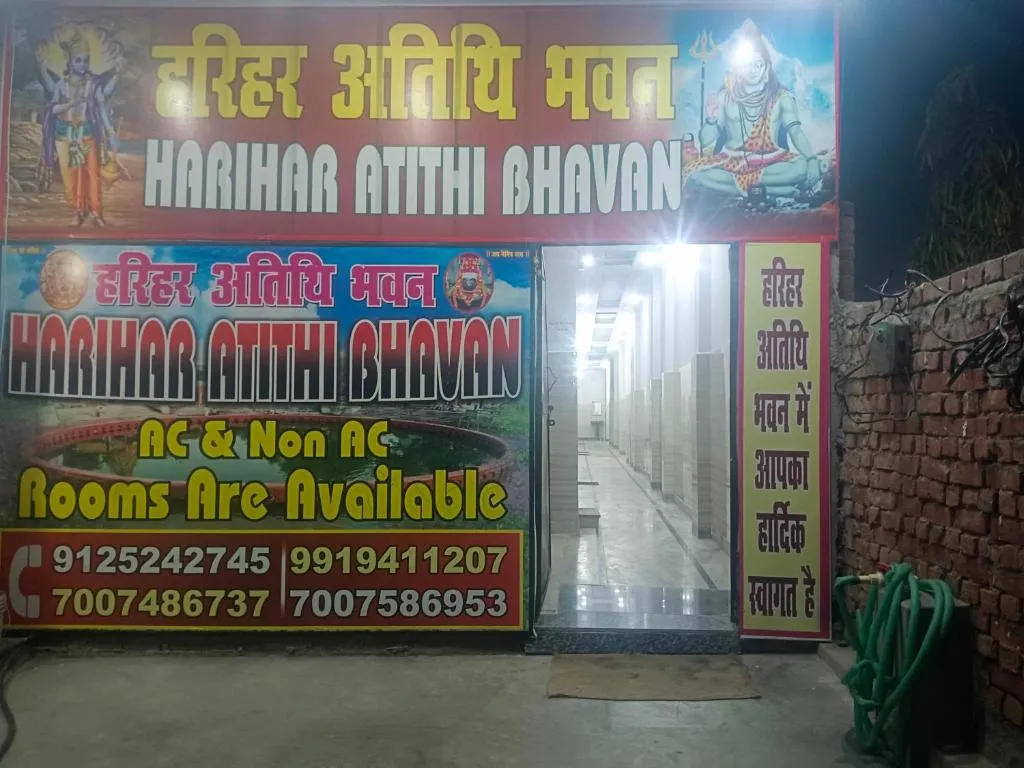 हरिहर अतिथि भवन
HARIHAR ATITHI BHAVAN
हरिहर अतिथि भवन
HARIHAR ATITHI BHAVAN
AC & Non AC
Rooms Are Available
9125242745 9919411207
7007486737 7007586953
हरिहर
अतिथि
भवन में
आपका
हार्दिक
स्वागत है